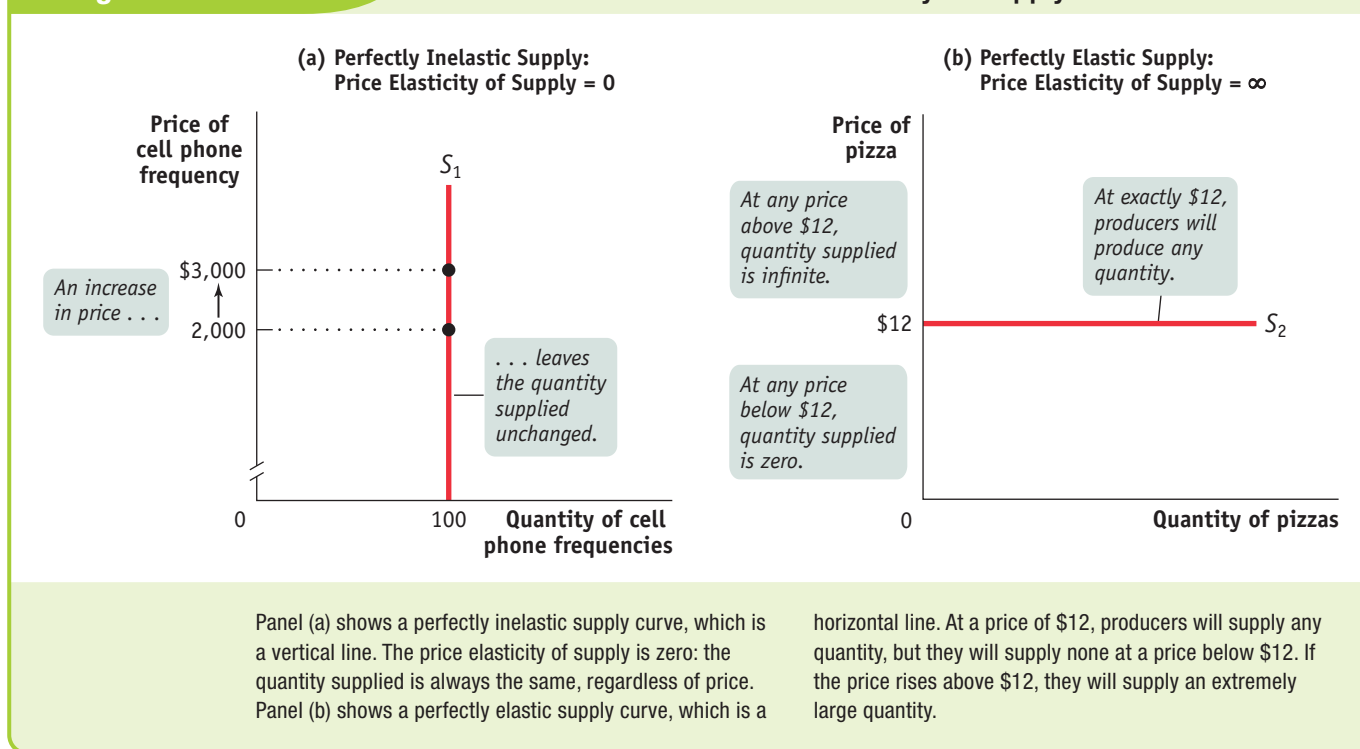 (a) Perfectly Inelastic Supply:
Price Elasticity of Supply = 0
Price of
cell phone
frequency
S1
$3,000
2,000
An increase
in price . . .
. . . leaves
the quantity
supplied
unchanged.
0
100
Quantity of cell
phone frequencies
(b) Perfectly Elastic Supply:
Price Elasticity of Supply = ∞
Price of
pizza
At any price
above $12,
quantity supplied
is infinite.
At exactly $12,
producers will
produce any
quantity.
$12
S2
At any price
below $12,
quantity supplied
is zero.
0
Quantity of pizzas
Panel (a) shows a perfectly inelastic supply curve, which is
a vertical line. The price elasticity of supply is zero: the
quantity supplied is always the same, regardless of price.
Panel (b) shows a perfectly elastic supply curve, which is a
horizontal line. At a price of $12, producers will supply any
quantity, but they will supply none at a price below $12. If
the price rises above $12, they will supply an extremely
large quantity.